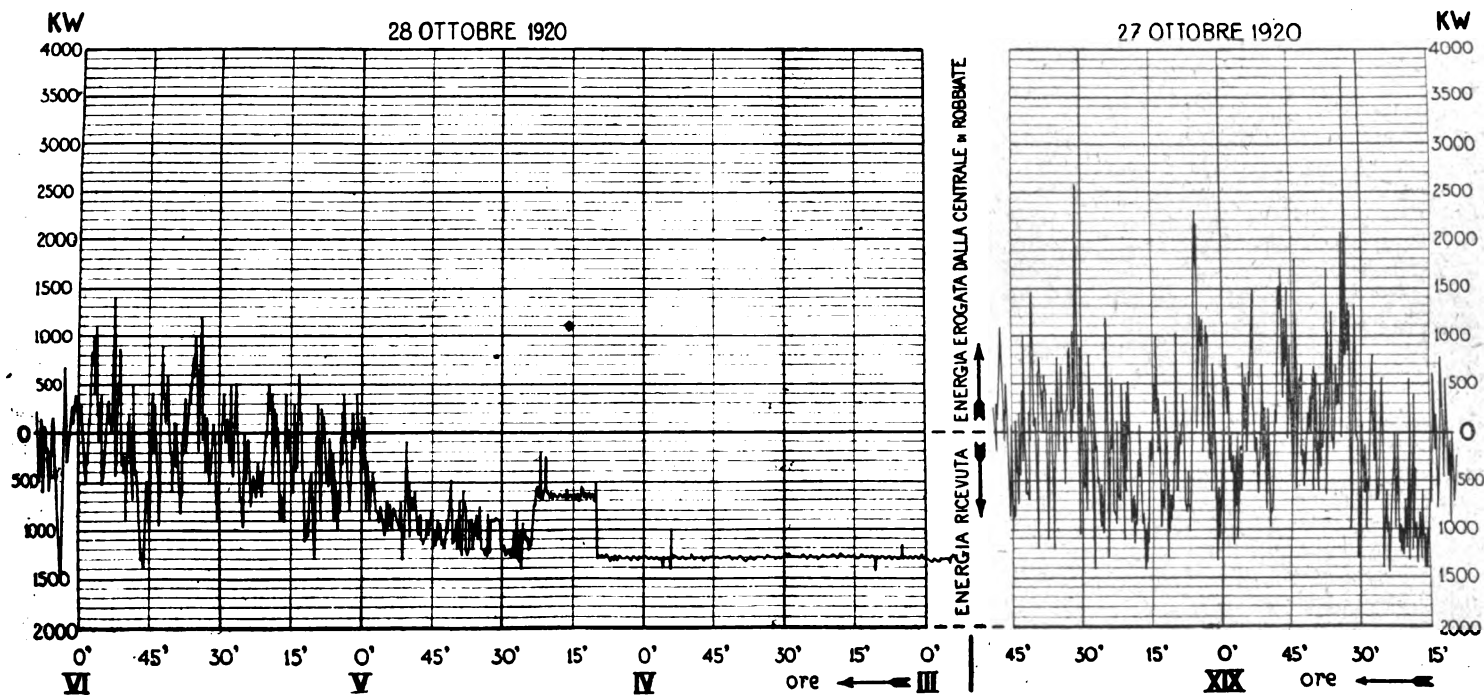 KW
28 OTTOBRE 1920
4000
3500
3000
2500
2000
1500
1000
500
0
500
1000
1500
2000
0' 45' 30' 15' 0' 45' 30' 15' 0' 45' 30' 15' 0'
VI V IV ore III
ENERGIA EROGATA DALLA CENTRALE DI ROBBIATE
ENERGIA RICEVUTA
27 OTTOBRE 1920
KW
4000
3500
3000
2500
2000
1500
1000
500
0
500
1000
1500
2000
45' 30' 15' 0' 45' 30' 15'
XIX ore